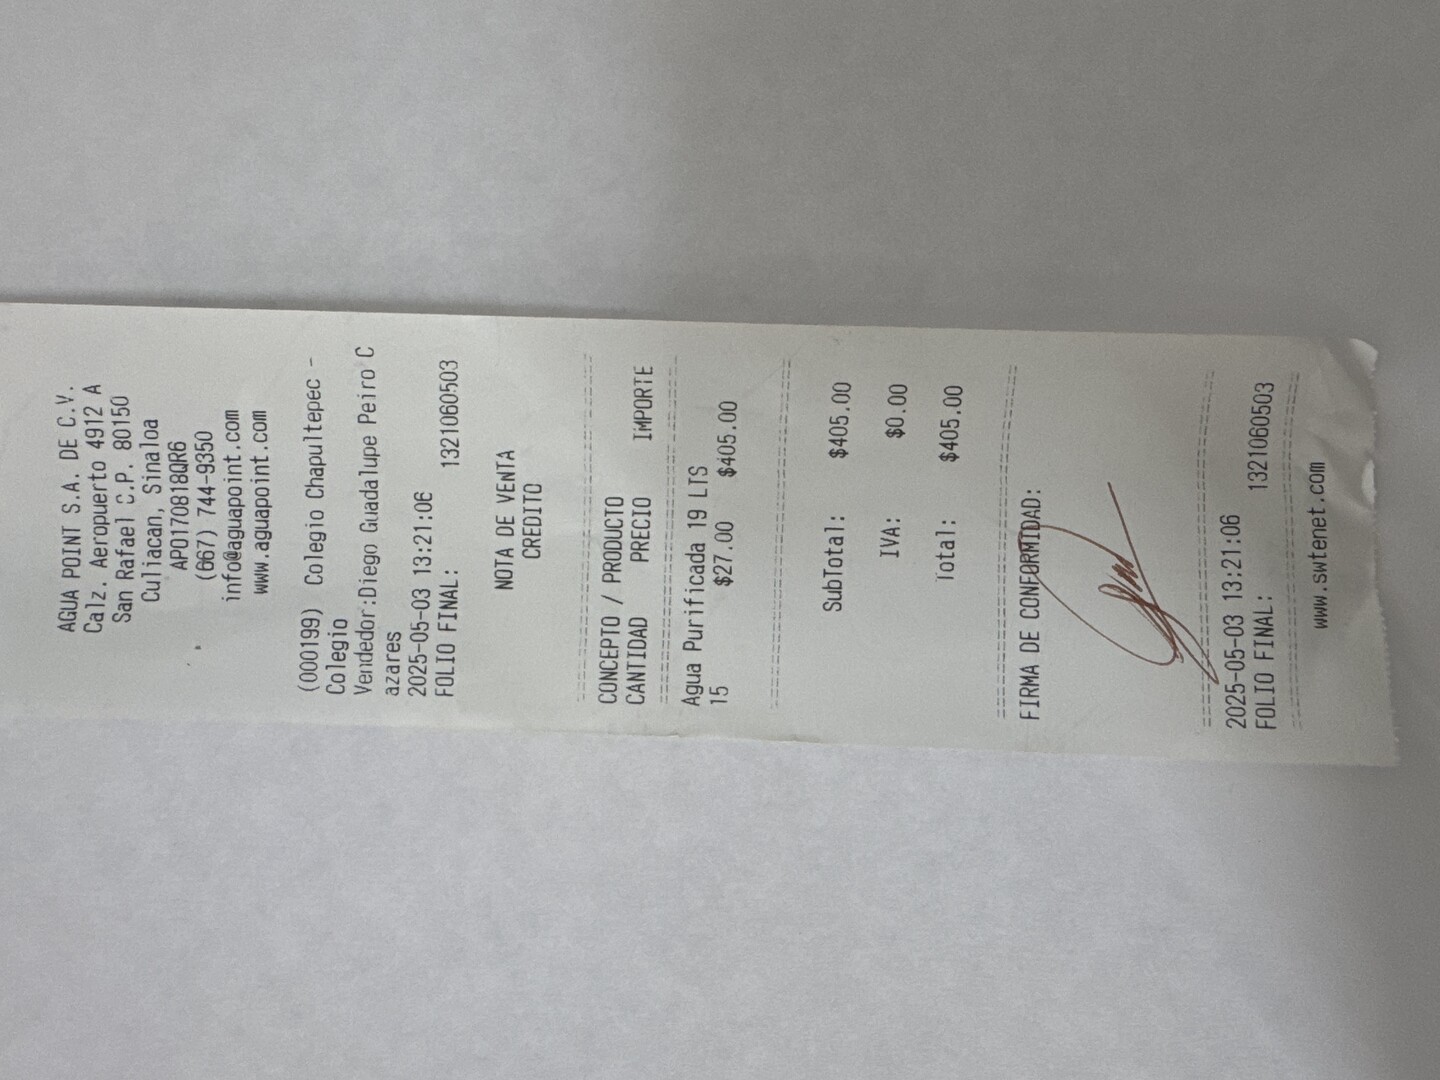 AGUA POINT S.A. DE C.V.
Calz. Aeropuerto 4912 A
San Rafael C.P. 80150
Culiacan, Sinaloa
APO170818QR6
(667) 744-9350
info@aguapoint.com
www.aguapoint.com
(000199) Colegio Chapultepec -
Colegio
Vendedor:Diego Guadalupe Peiro C
azares
2025-05-03 13:21:06
FOLIO FINAL: 1321060503
NOTA DE VENTA
CREDITO
CONCEPTO / PRODUCTO
CANTIDAD PRECIO IMPORTE
Agua Purificada 19 LTS
15 $27.00 $405.00
SubTotal: $405.00
IVA: $0.00
Total: $405.00
FIRMA DE CONFORMIDAD:
2025-05-03 13:21:06
FOLIO FINAL: 1321060503
www.swtenet.com